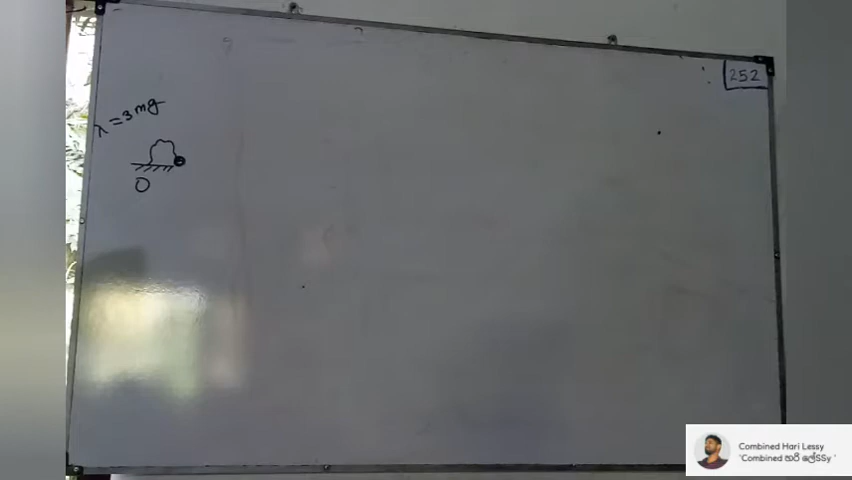 252
λ = 3mg
O
Combined Hari Lessy
'Combined හරි ලේSSy '